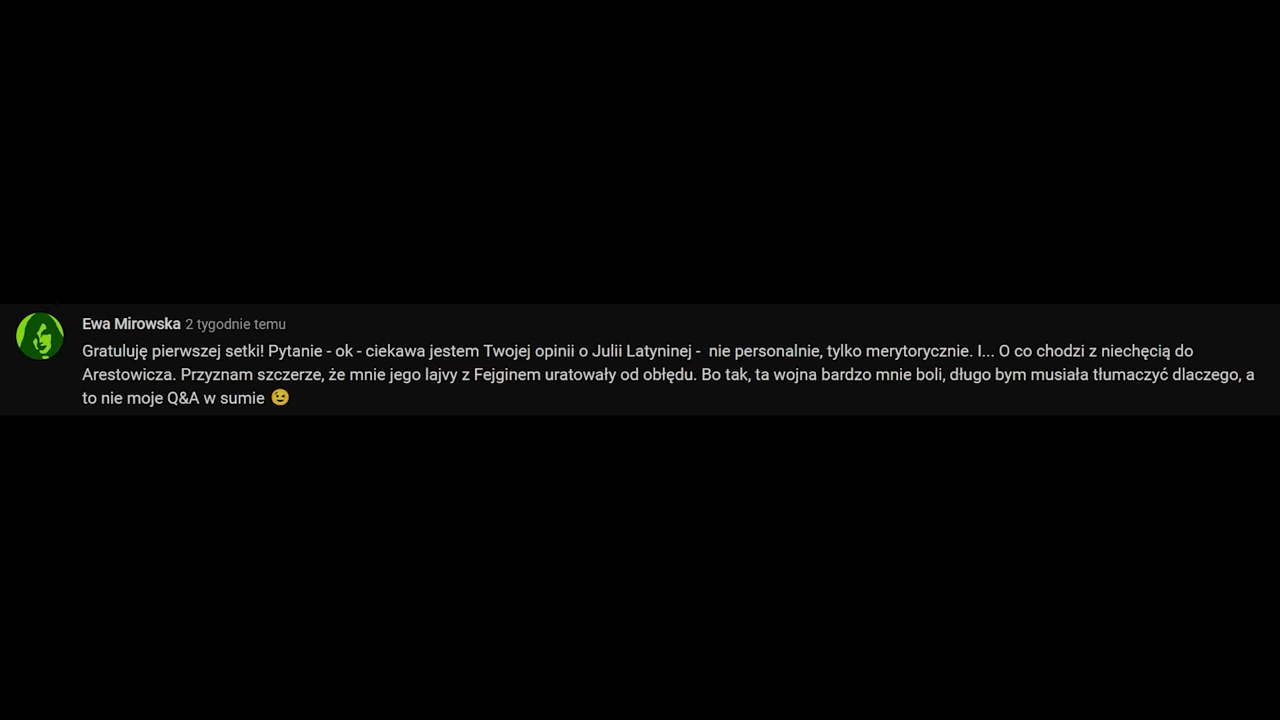 Ewa Mirowska 2 tygodnie temu
Gratuluję pierwszej setki! Pytanie - ok - ciekawa jestem Twojej opinii o Julii Latyninej -  nie personalnie, tylko merytorycznie. I... O co chodzi z niechęcią do
Arestowicza. Przyznam szczerze, że mnie jego lajvy z Fejginem uratowały od obłędu. Bo tak, ta wojna bardzo mnie boli, długo bym musiała tłumaczyć dlaczego, a
to nie moje Q&A w sumie 😉